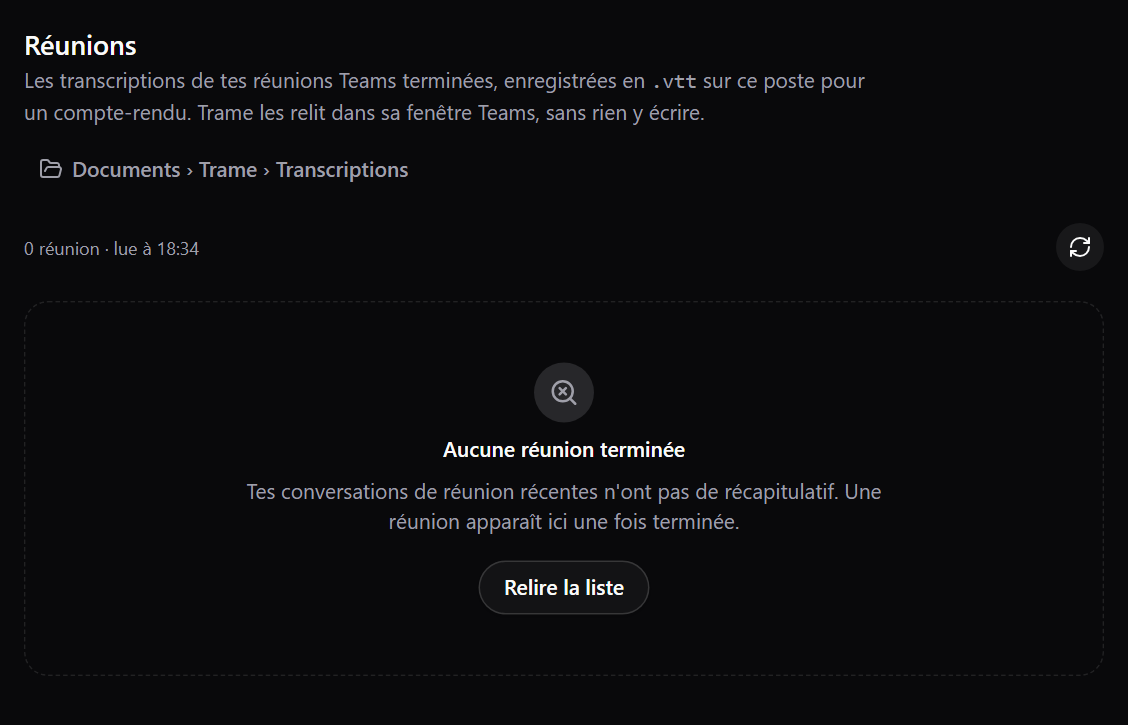 Réunions
Les transcriptions de tes réunions Teams terminées, enregistrées en .vtt sur ce poste pour
un compte-rendu. Trame les relit dans sa fenêtre Teams, sans rien y écrire.
Documents › Trame › Transcriptions
0 réunion · lue à 18:34
Aucune réunion terminée
Tes conversations de réunion récentes n'ont pas de récapitulatif. Une
réunion apparaît ici une fois terminée.
Relire la liste